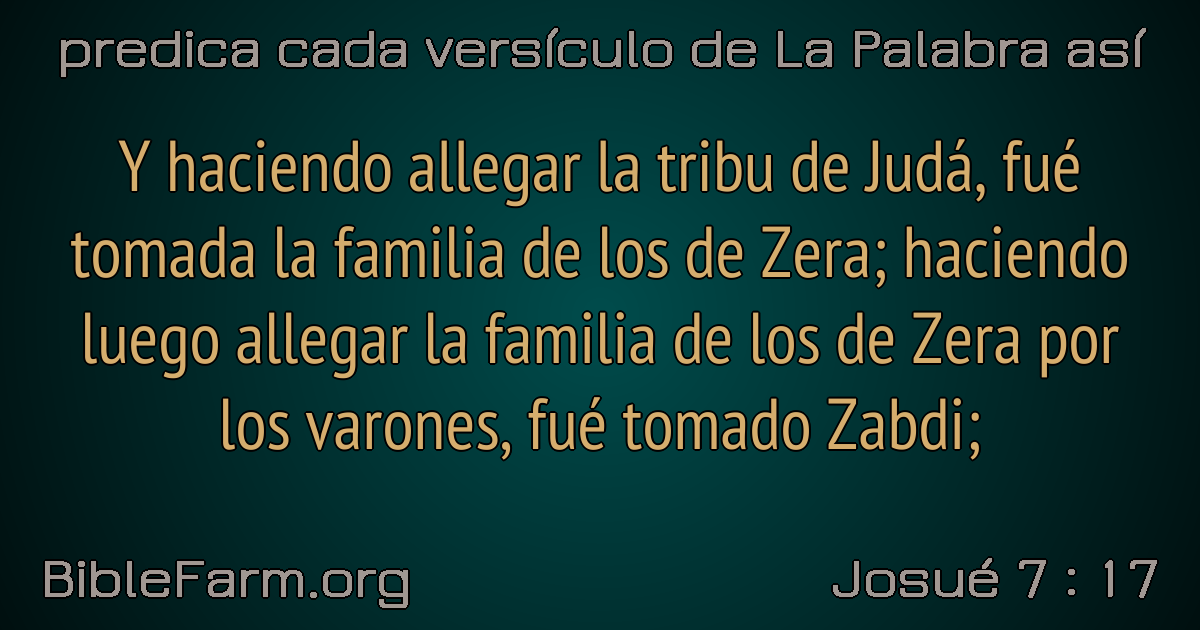 predica cada versículo de La Palabra así
Y haciendo allegar la tribu de Judá, fué
tomada la familia de los de Zera; haciendo
luego allegar la familia de los de Zera por
los varones, fué tomado Zabdi;
BibleFarm.org
Josué 7 : 17